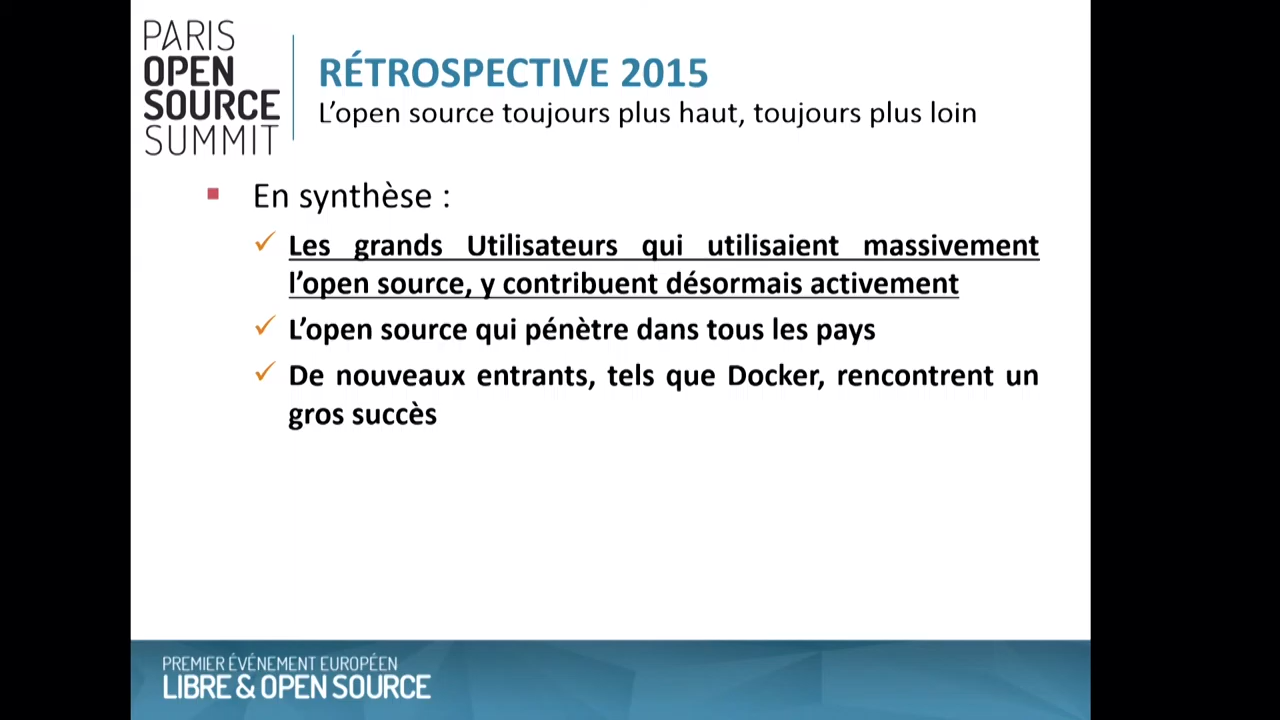 PARIS
OPEN
SOURCE
SUMMIT
RÉTROSPECTIVE 2015
L’open source toujours plus haut, toujours plus loin
En synthèse :
Les grands Utilisateurs qui utilisaient massivement
l’open source, y contribuent désormais activement
L’open source qui pénètre dans tous les pays
De nouveaux entrants, tels que Docker, rencontrent un
gros succès
PREMIER ÉVÉNEMENT EUROPÉEN
LIBRE & OPEN SOURCE